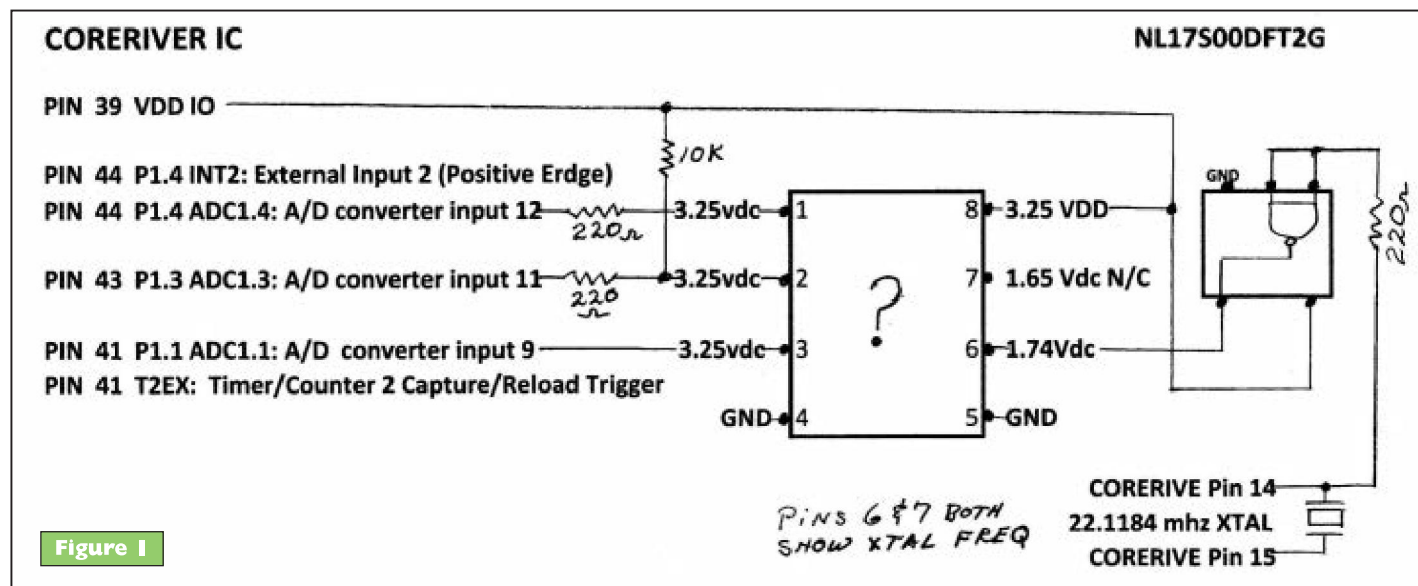 CORERIVER IC
NL17S00DFT2G
PIN 39 VDD IO
10K
PIN 44 P1.4 INT2: External Input 2 (Positive Erdge)
GND
PIN 44 P1.4 ADC1.4: A/D converter input 12
220Ω
3.25vdc
1
8
3.25 VDD
220Ω
PIN 43 P1.3 ADC1.3: A/D converter input 11
220
Ω
3.25vdc
2
?
7
1.65 Vdc N/C
PIN 41 P1.1 ADC1.1: A/D converter input 9
3.25vdc
3
6
1.74Vdc
PIN 41 T2EX: Timer/Counter 2 Capture/Reload Trigger
GND
4
5
GND
PINS 6 & 7 BOTH
SHOW XTAL FREQ
CORERIVE Pin 14
22.1184 mhz XTAL
CORERIVE Pin 15
Figure 1